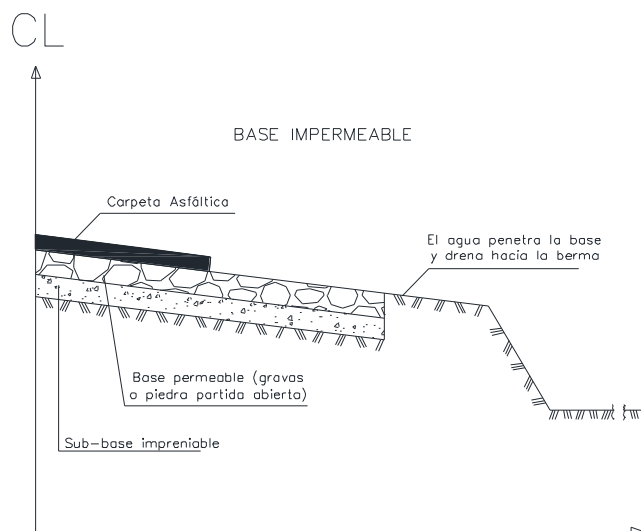 CL
BASE IMPERMEABLE
Carpeta Asfáltica
El agua penetra la base
y drena hacia la berma
Base permeable (gravas
o piedra partida abierta)
Sub-base impreniable